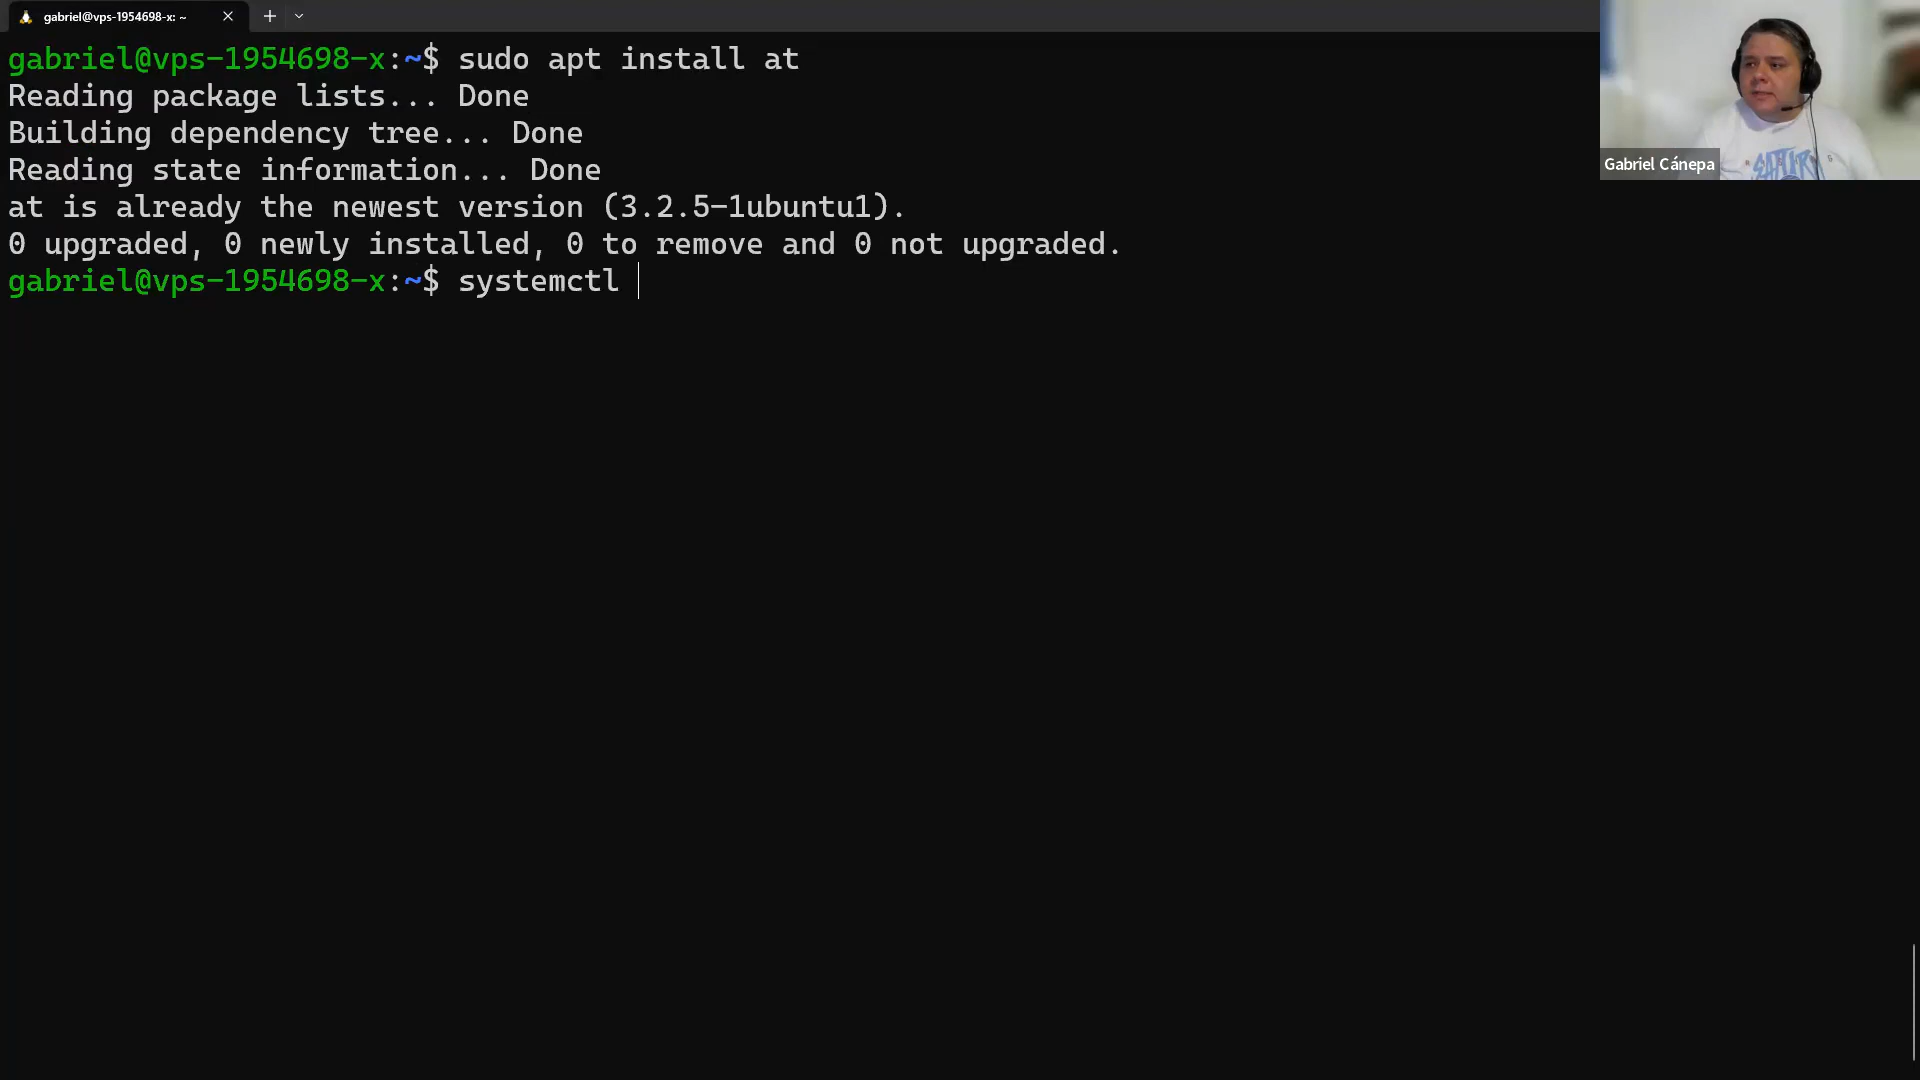 gabriel@vps-1954698-x: ~
gabriel@vps-1954698-x:~$ sudo apt install at
Reading package lists... Done
Building dependency tree... Done
Reading state information... Done
at is already the newest version (3.2.5-1ubuntu1).
0 upgraded, 0 newly installed, 0 to remove and 0 not upgraded.
gabriel@vps-1954698-x:~$ systemctl
Gabriel Cánepa